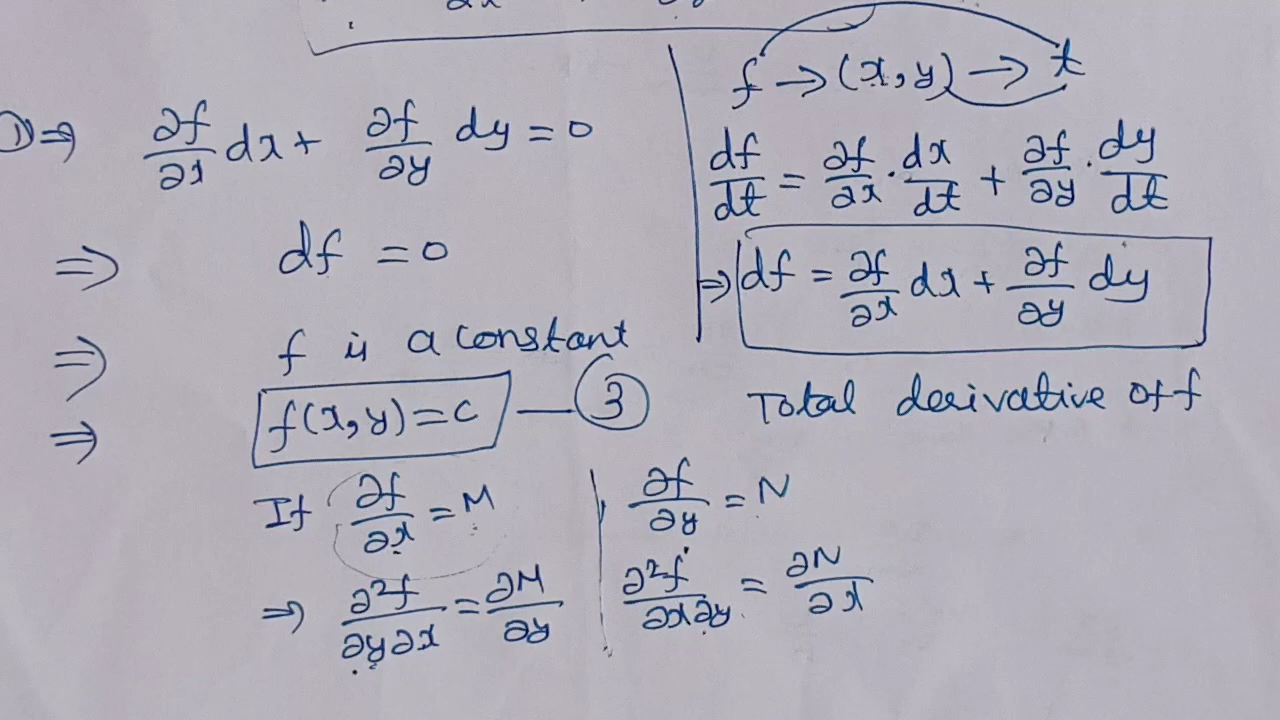 f → (x, y) → t
① ⇒ ∂f/∂x dx + ∂f/∂y dy = 0
df/dt = ∂f/∂x · dx/dt + ∂f/∂y · dy/dt
⇒ df = 0
⇒ df = ∂f/∂x dx + ∂f/∂y dy
⇒ f is a constant
Total derivative of f
⇒ f(x, y) = c — ③
If ∂f/∂x = M | ∂f/∂y = N
⇒ ∂²f/∂y∂x = ∂M/∂y | ∂²f/∂x∂y = ∂N/∂x